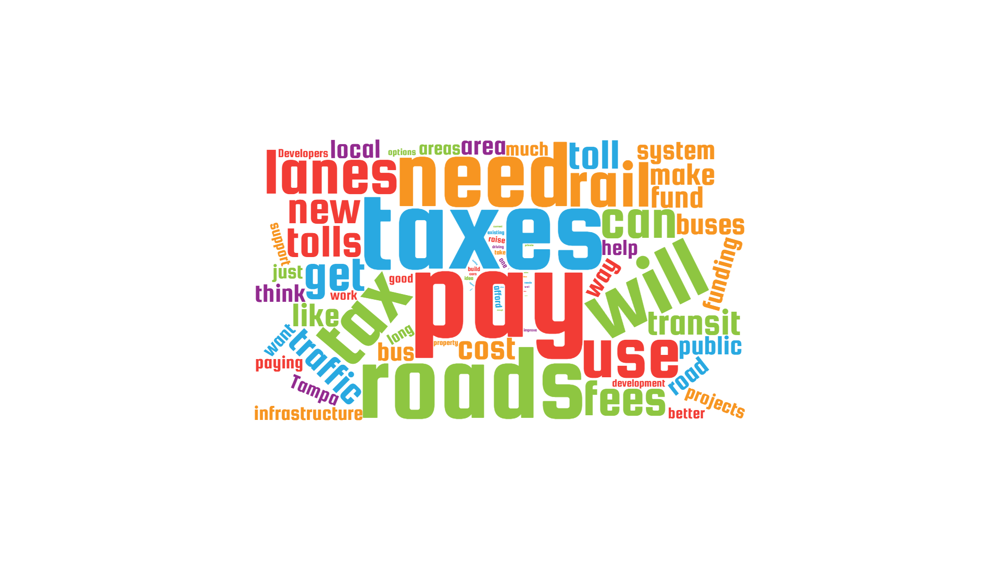 Developers
local
options
areas
area
much
toll
system
lanes
need
rail
make
fund
new
taxes
can
buses
tolls
support
current
existing
raise
driving
take
private
one
help
will
funding
just
get
good
build
cars
idea
pay
way
think
work
tax
afford
needs
well
like
transit
want
traffic
long
improve
bus
property
cost
use
public
paying
Tampa
roads
development
road
fees
projects
infrastructure
better